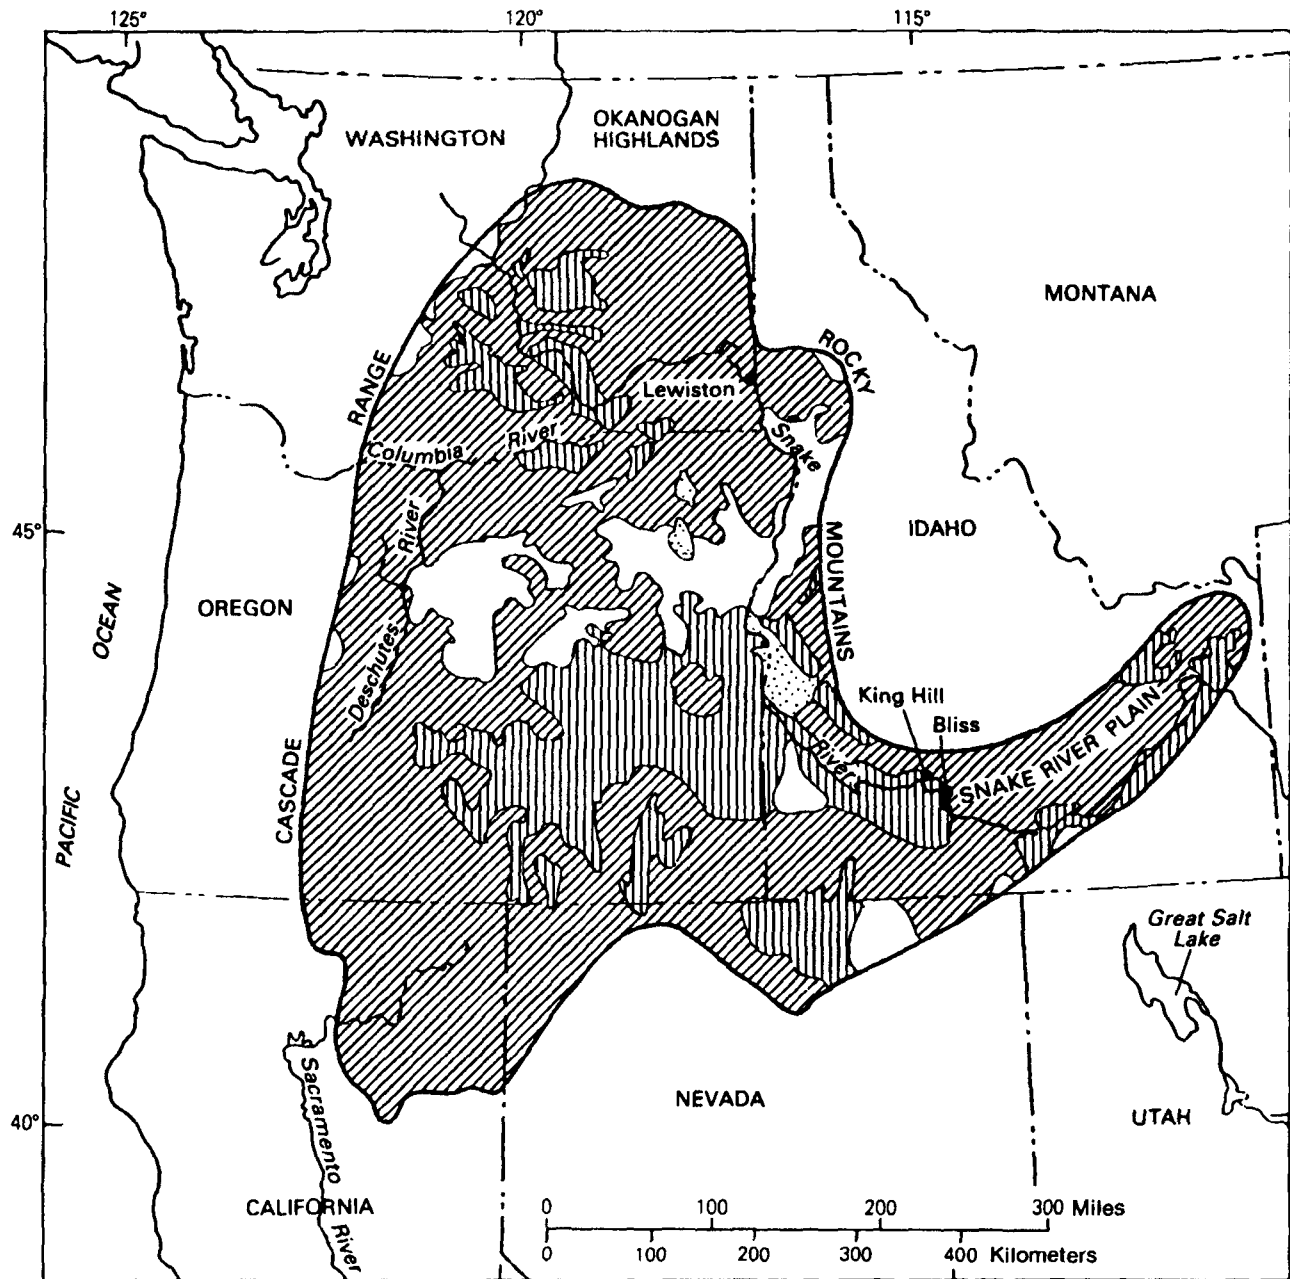 125°
120°
115°
WASHINGTON
OKANOGAN
HIGHLANDS
MONTANA
ROCKY
RANGE
Lewiston
Snake
Columbia
River
45°
River
MOUNTAINS
IDAHO
OREGON
OCEAN
Deschutes
King Hill
Bliss
SNAKE RIVER PLAIN
River
CASCADE
PACIFIC
Great Salt
Lake
40°
Sacramento
River
NEVADA
UTAH
CALIFORNIA
0 100 200 300 Miles
0 100 200 300 400 Kilometers